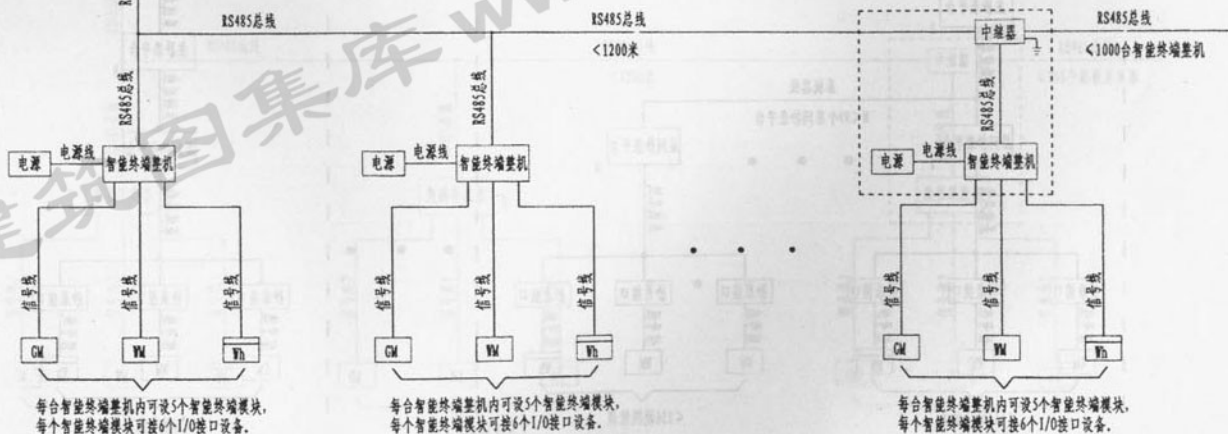 RS485总线
RS485总线
RS485总线
<1200米
中继器
<1000台智能终端整机
RS485总线
RS485总线
RS485总线
电源
电源线
智能终端整机
电源
电源线
智能终端整机
电源
电源线
智能终端整机
信号线
信号线
信号线
信号线
信号线
信号线
信号线
信号线
信号线
GM
WM
Wh
GM
WM
Wh
GM
WM
Wh
每台智能终端整机内可设5个智能终端模块,
每个智能终端模块可接6个I/O接口设备.
每台智能终端整机内可设5个智能终端模块,
每个智能终端模块可接6个I/O接口设备.
每台智能终端整机内可设5个智能终端模块,
每个智能终端模块可接6个I/O接口设备.
筑图集库